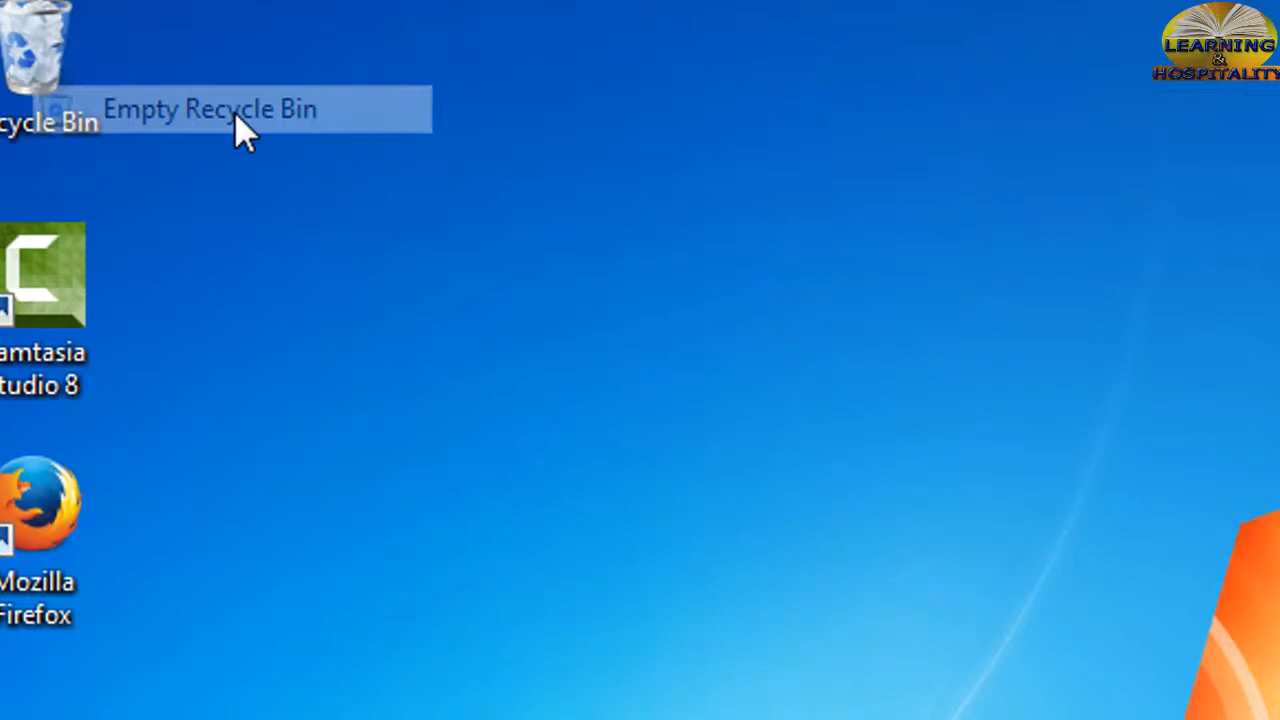 LEARNING
&
HOSPITALITY
Empty Recycle Bin
cycle Bin
amtasia
tudio 8
Mozilla
Firefox